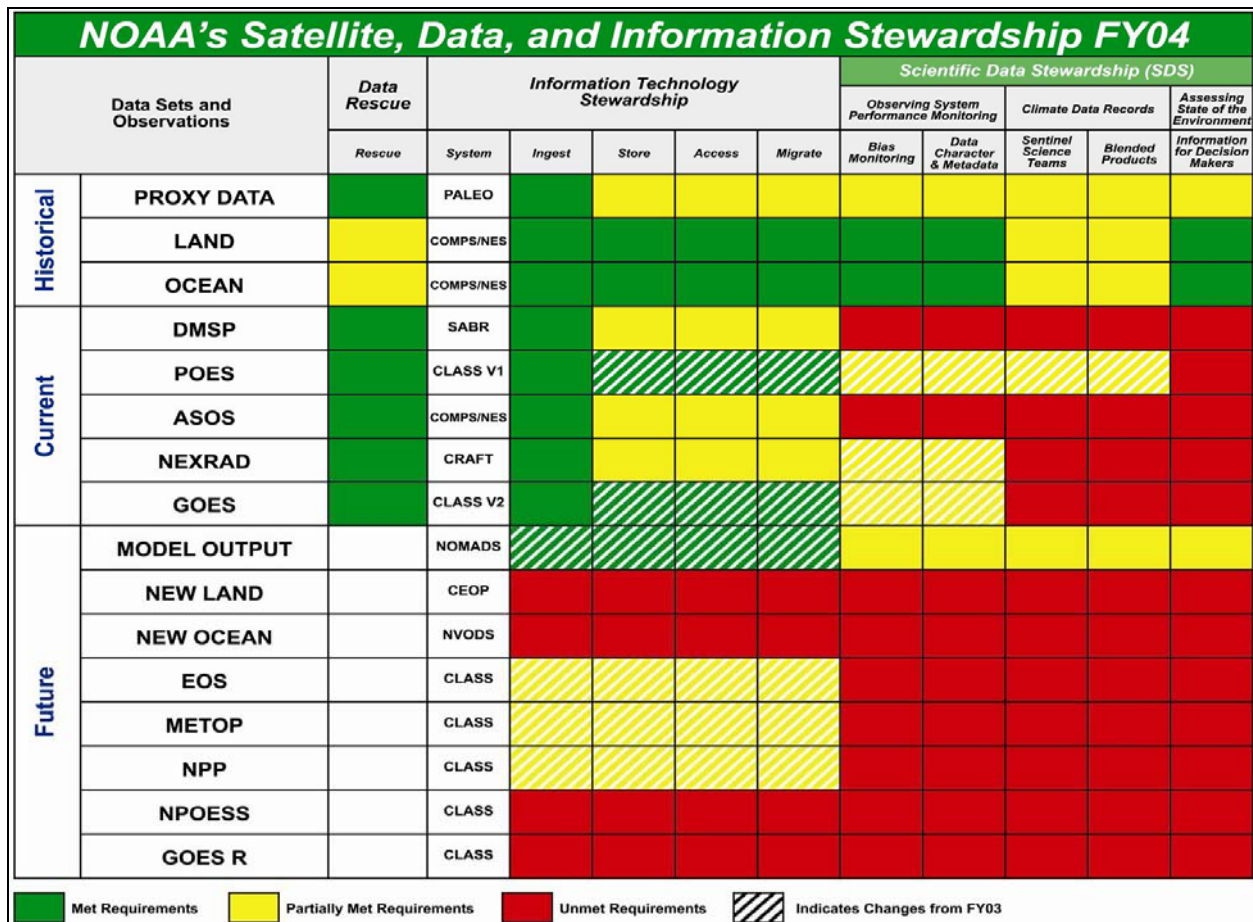 NOAA's Satellite, Data, and Information Stewardship FY04
Data Sets and
Observations
Data
Rescue
Information Technology
Stewardship
Scientific Data Stewardship (SDS)
Observing System
Performance Monitoring
Climate Data Records
Assessing
State of the
Environment
Rescue
System
Ingest
Store
Access
Migrate
Bias
Monitoring
Data
Character
& Metadata
Sentinel
Science
Teams
Blended
Products
Information
for Decision
Makers
Historical
PROXY DATA PALEO
LAND COMPS/NES
OCEAN COMPS/NES
Current
DMSP SABR
POES CLASS V1
ASOS COMPS/NES
NEXRAD CRAFT
GOES CLASS V2
Future
MODEL OUTPUT NOMADS
NEW LAND CEOP
NEW OCEAN NVODS
EOS CLASS
METOP CLASS
NPP CLASS
NPOESS CLASS
GOES R CLASS
Met Requirements Partially Met Requirements Unmet Requirements Indicates Changes from FY03